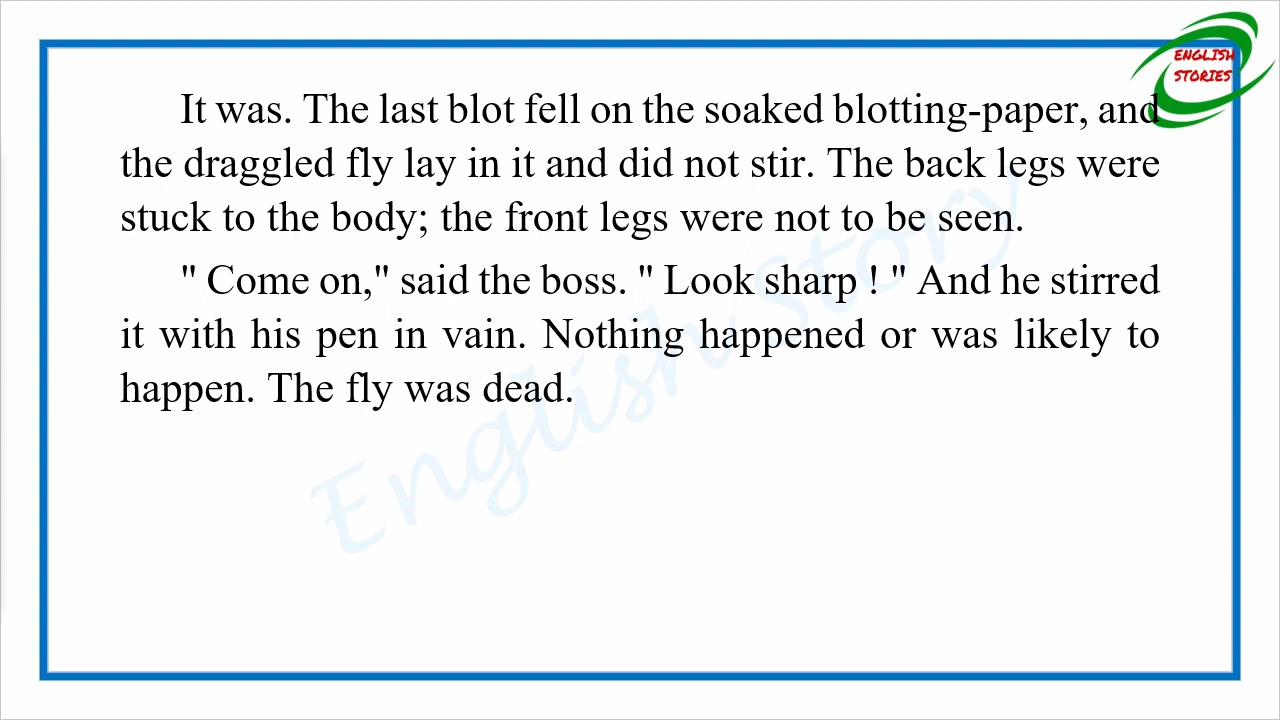 ENGLISH
STORIES
It was. The last blot fell on the soaked blotting-paper, and
the draggled fly lay in it and did not stir. The back legs were
stuck to the body; the front legs were not to be seen.
" Come on," said the boss. " Look sharp ! " And he stirred
it with his pen in vain. Nothing happened or was likely to
happen. The fly was dead.
English Story